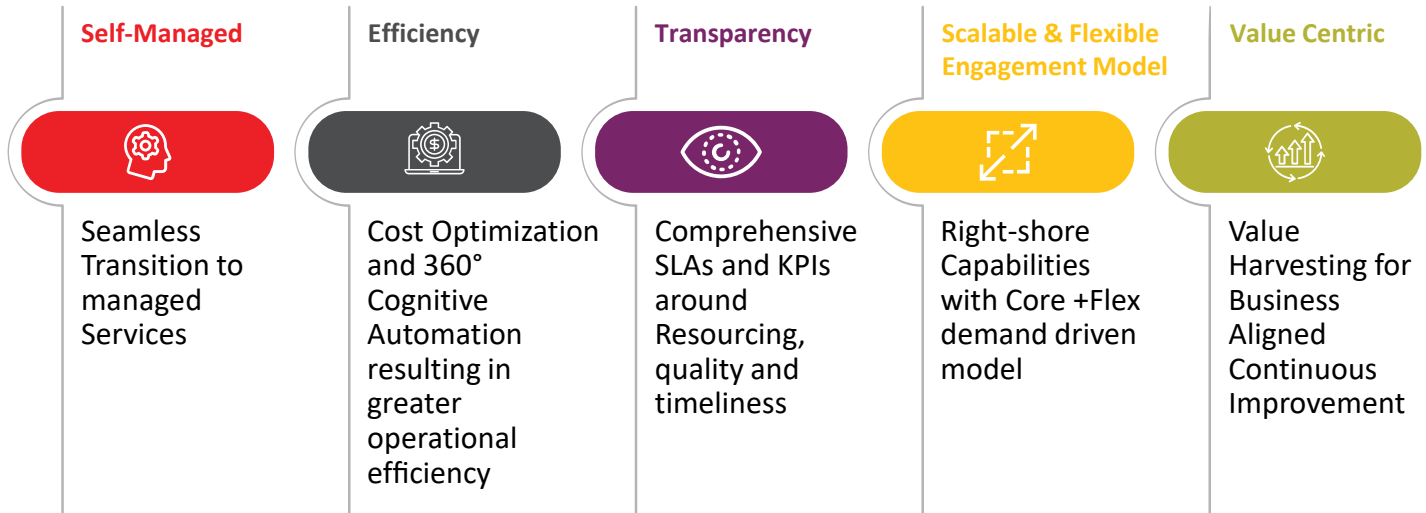 Self-Managed
Seamless
Transition to
managed
Services
Efficiency
$
Cost Optimization
and 360°
Cognitive
Automation
resulting in
greater
operational
efficiency
Transparency
Comprehensive
SLAs and KPIs
around
Resourcing,
quality and
timeliness
Scalable & Flexible
Engagement Model
Right-shore
Capabilities
with Core +Flex
demand driven
model
Value Centric
Value
Harvesting for
Business
Aligned
Continuous
Improvement